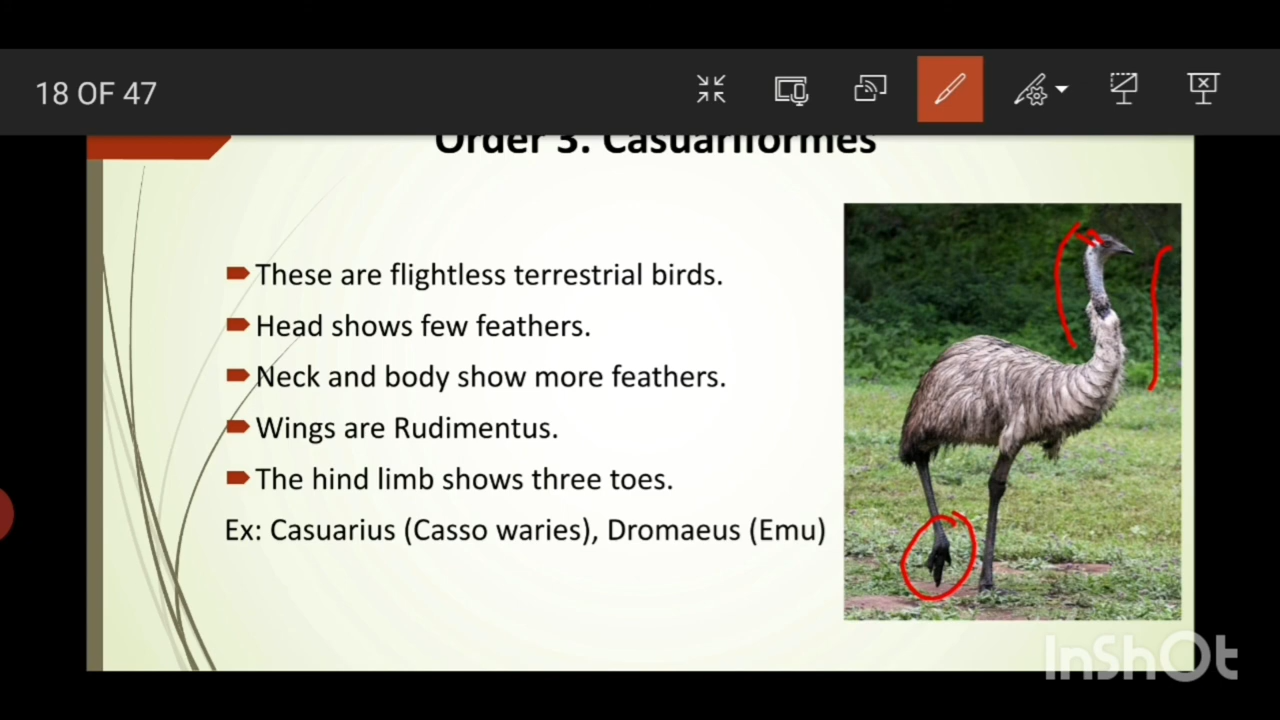 18 OF 47
Order 3. Casuariformes
These are flightless terrestrial birds.
Head shows few feathers.
Neck and body show more feathers.
Wings are Rudimentus.
The hind limb shows three toes.
Ex: Casuarius (Casso waries), Dromaeus (Emu)
InShOt